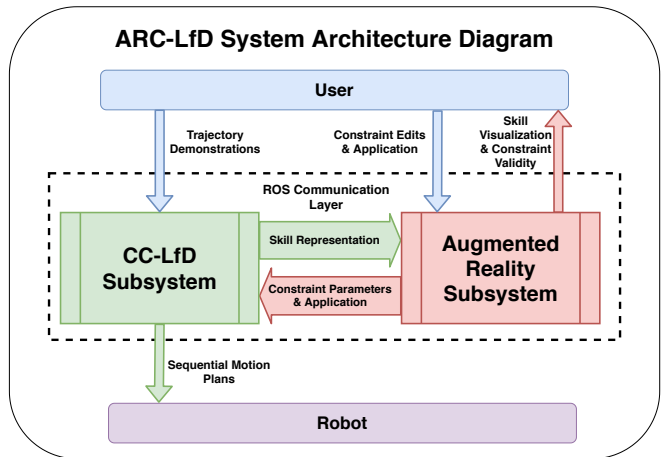 ARC-LfD System Architecture Diagram
User
Trajectory
Demonstrations
Constraint Edits
& Application
Skill
Visualization
& Constraint
Validity
ROS Communication
Layer
CC-LfD
Subsystem
Skill Representation
Constraint Parameters
& Application
Augmented
Reality
Subsystem
Sequential Motion
Plans
Robot